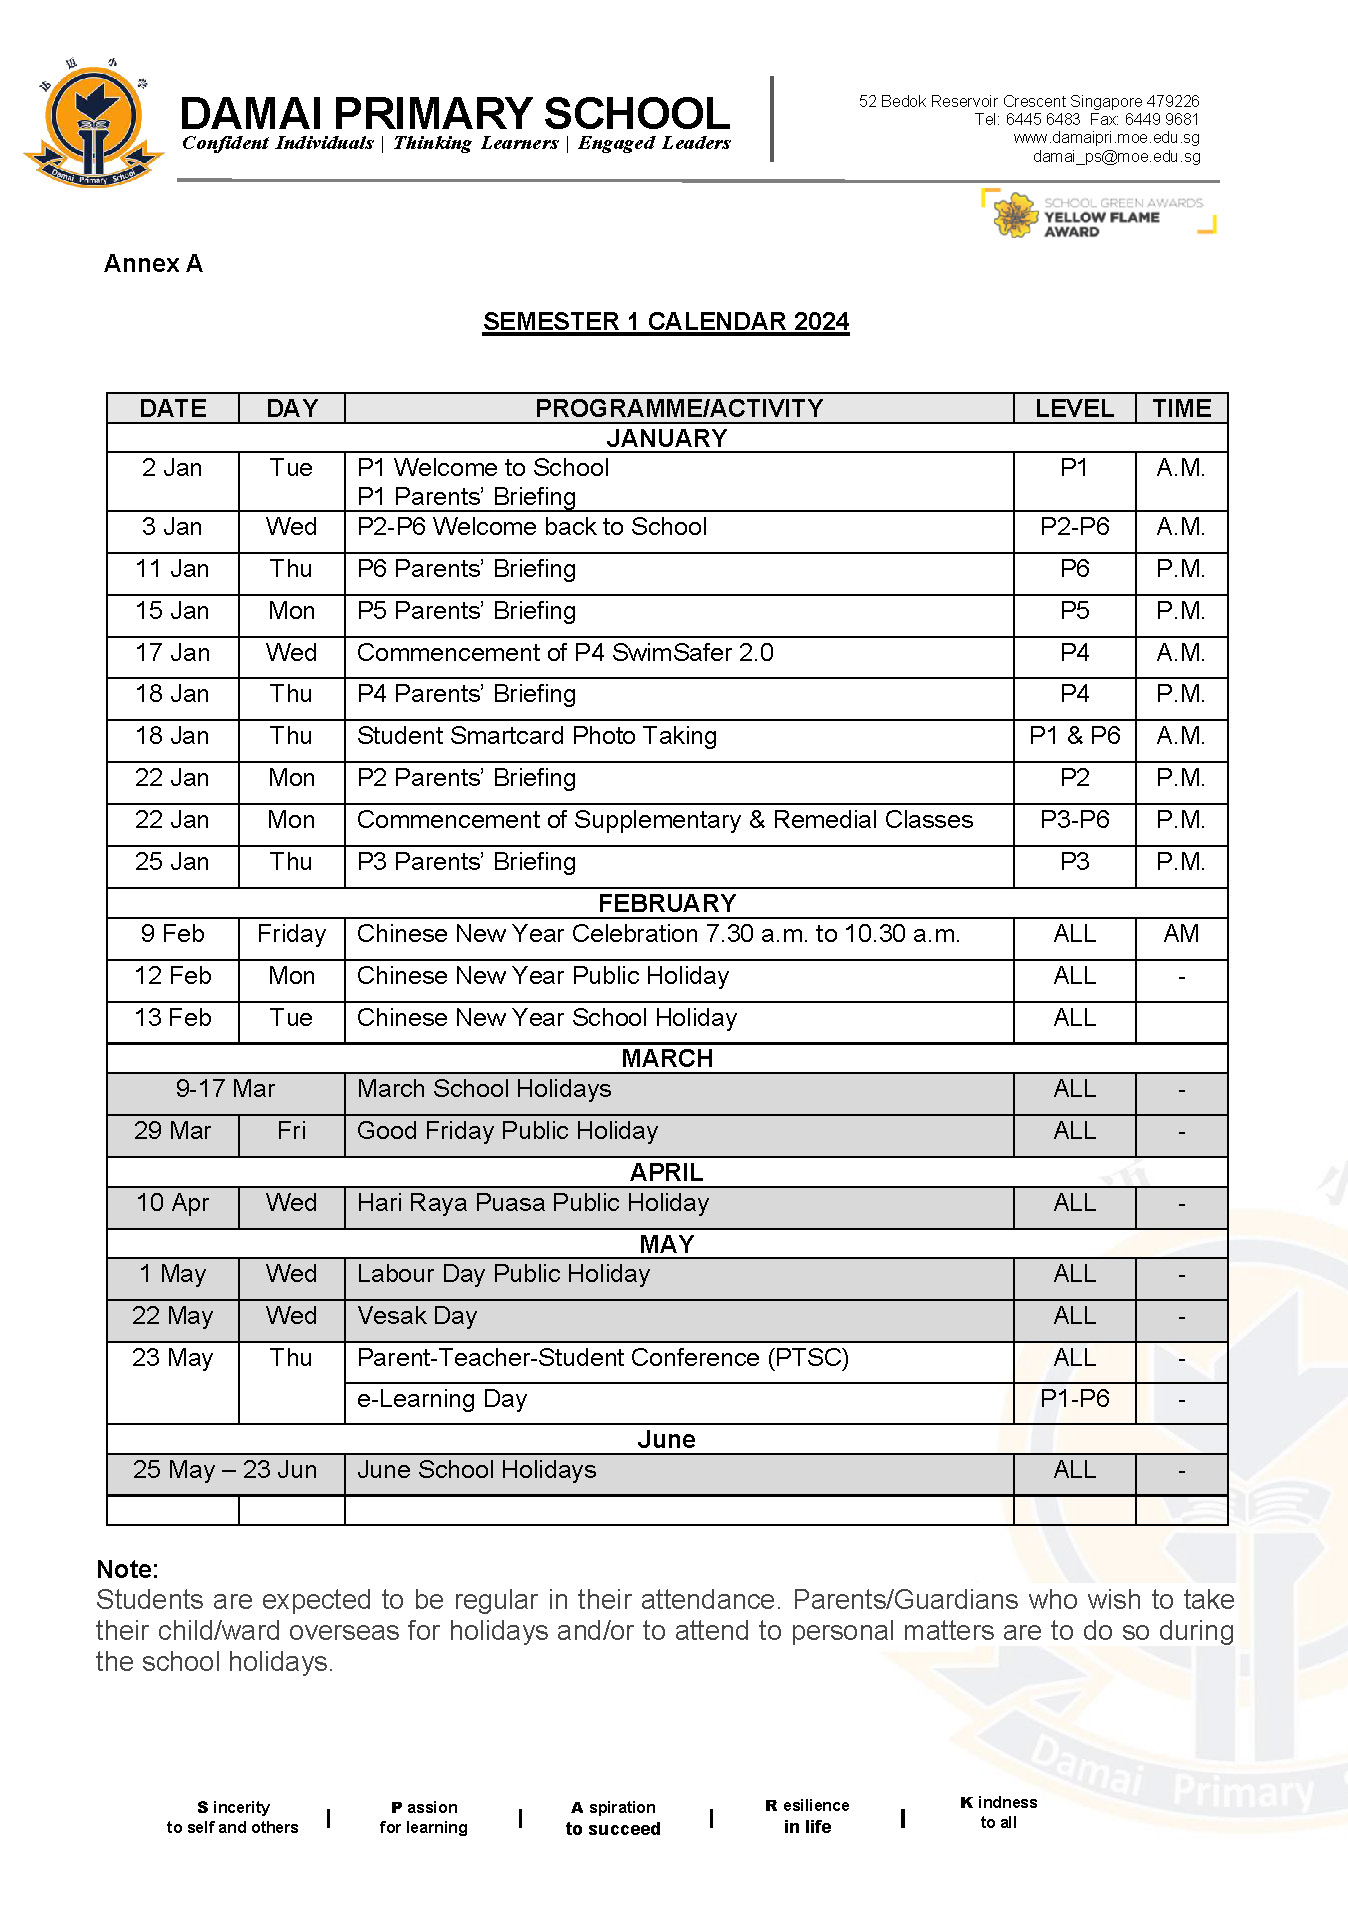 DAMAI PRIMARY SCHOOL
Confident Individuals | Thinking Learners | Engaged Leaders
52 Bedok Reservoir Crescent Singapore 479226
Tel: 6445 6483 Fax: 6449 9681
www.damaipri.moe.edu.sg
damai_ps@moe.edu.sg
Damai Primary School
SCHOOL GREEN AWARDS
YELLOW FLAME
AWARD
Annex A
SEMESTER 1 CALENDAR 2024
DATE DAY PROGRAMME/ACTIVITY LEVEL TIME
JANUARY
2 Jan Tue P1 Welcome to School P1 A.M.
P1 Parents’ Briefing
3 Jan Wed P2-P6 Welcome back to School P2-P6 A.M.
11 Jan Thu P6 Parents’ Briefing P6 P.M.
15 Jan Mon P5 Parents’ Briefing P5 P.M.
17 Jan Wed Commencement of P4 SwimSafer 2.0 P4 A.M.
18 Jan Thu P4 Parents’ Briefing P4 P.M.
18 Jan Thu Student Smartcard Photo Taking P1 & P6 A.M.
22 Jan Mon P2 Parents’ Briefing P2 P.M.
22 Jan Mon Commencement of Supplementary & Remedial Classes P3-P6 P.M.
25 Jan Thu P3 Parents’ Briefing P3 P.M.
FEBRUARY
9 Feb Friday Chinese New Year Celebration 7.30 a.m. to 10.30 a.m. ALL AM
12 Feb Mon Chinese New Year Public Holiday ALL -
13 Feb Tue Chinese New Year School Holiday ALL
MARCH
9-17 Mar March School Holidays ALL -
29 Mar Fri Good Friday Public Holiday ALL -
APRIL
10 Apr Wed Hari Raya Puasa Public Holiday ALL -
MAY
1 May Wed Labour Day Public Holiday ALL -
22 May Wed Vesak Day ALL -
23 May Thu Parent-Teacher-Student Conference (PTSC) ALL -
e-Learning Day P1-P6 -
June
25 May – 23 Jun June School Holidays ALL -
Note:
Students are expected to be regular in their attendance. Parents/Guardians who wish to take
their child/ward overseas for holidays and/or to attend to personal matters are to do so during
the school holidays.
Damai Primary
S incerity | P assion | A spiration | R esilience | K indness
to self and others for learning to succeed in life to all